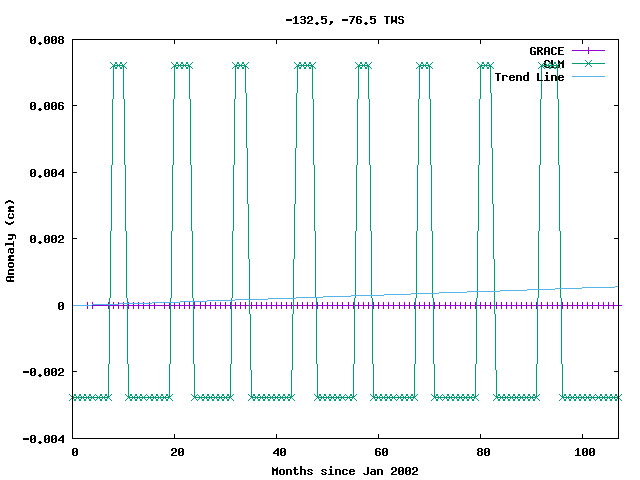 -132.5, -76.5 TWS
0.008
0.006
0.004
0.002
0
-0.002
-0.004
Anomaly (cm)
GRACE
CLM
Trend Line
0 20 40 60 80 100
Months since Jan 2002